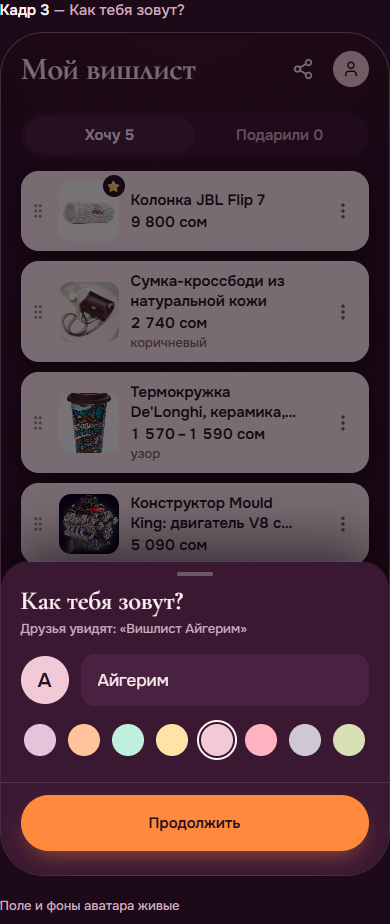 Кадр 3 — Как тебя зовут?
Мой вишлист
Хочу 5
Подарили 0
Колонка JBL Flip 7
9 800 сом
Сумка-кроссбоди из
натуральной кожи
2 740 сом
коричневый
Термокружка
De'Longhi, керамика,...
1 570 – 1 590 сом
узор
Конструктор Mould
King: двигатель V8 с...
5 090 сом
Как тебя зовут?
Друзья увидят: «Вишлист Айгерим»
А
Айгерим
Продолжить
Поле и фоны аватара живые